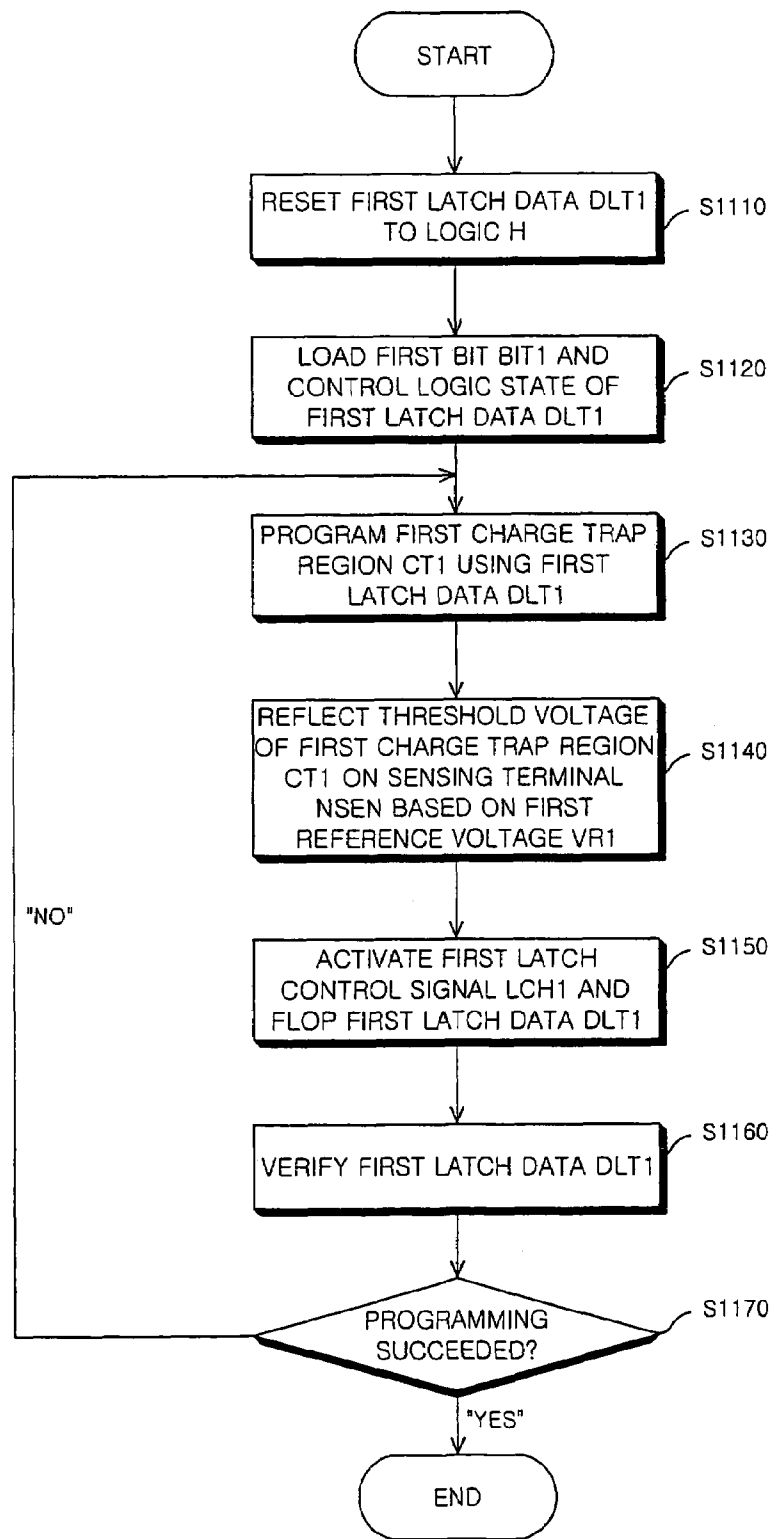 START
RESET FIRST LATCH DATA DLT1
TO LOGIC H
S1110
LOAD FIRST BIT BIT1 AND
CONTROL LOGIC STATE OF
FIRST LATCH DATA DLT1
S1120
PROGRAM FIRST CHARGE TRAP
REGION CT1 USING FIRST
LATCH DATA DLT1
S1130
REFLECT THRESHOLD VOLTAGE
OF FIRST CHARGE TRAP REGION
CT1 ON SENSING TERMINAL
NSEN BASED ON FIRST
REFERENCE VOLTAGE VR1
S1140
"NO"
ACTIVATE FIRST LATCH
CONTROL SIGNAL LCH1 AND
FLOP FIRST LATCH DATA DLT1
S1150
VERIFY FIRST LATCH DATA DLT1
S1160
PROGRAMMING
SUCCEEDED?
S1170
"YES"
END